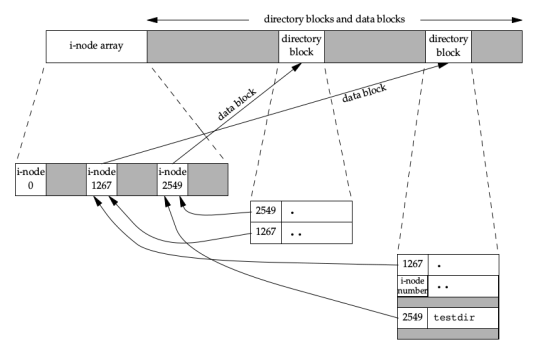 directory blocks and data blocks
i-node array
directory
block
directory
block
data block
data block
i-node
0
i-node
1267
i-node
2549
2549 .
1267 ..
1267 .
i-node
number ..
2549 testdir